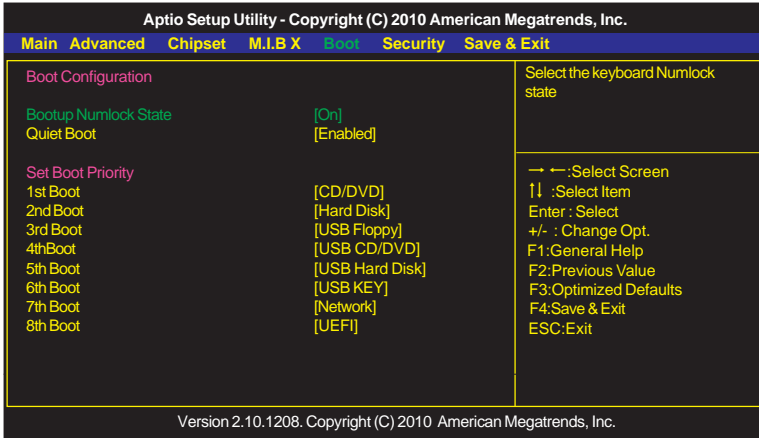 Aptio Setup Utility - Copyright (C) 2010 American Megatrends, Inc.
Main Advanced Chipset M.I.B X Boot Security Save & Exit
Boot Configuration
Bootup Numlock State [On]
Quiet Boot [Enabled]
Set Boot Priority
1st Boot [CD/DVD]
2nd Boot [Hard Disk]
3rd Boot [USB Floppy]
4thBoot [USB CD/DVD]
5th Boot [USB Hard Disk]
6th Boot [USB KEY]
7th Boot [Network]
8th Boot [UEFI]
Select the keyboard Numlock
state
→ ←:Select Screen
↑↓ :Select Item
Enter : Select
+/- : Change Opt.
F1:General Help
F2:Previous Value
F3:Optimized Defaults
F4:Save & Exit
ESC:Exit
Version 2.10.1208. Copyright (C) 2010 American Megatrends, Inc.